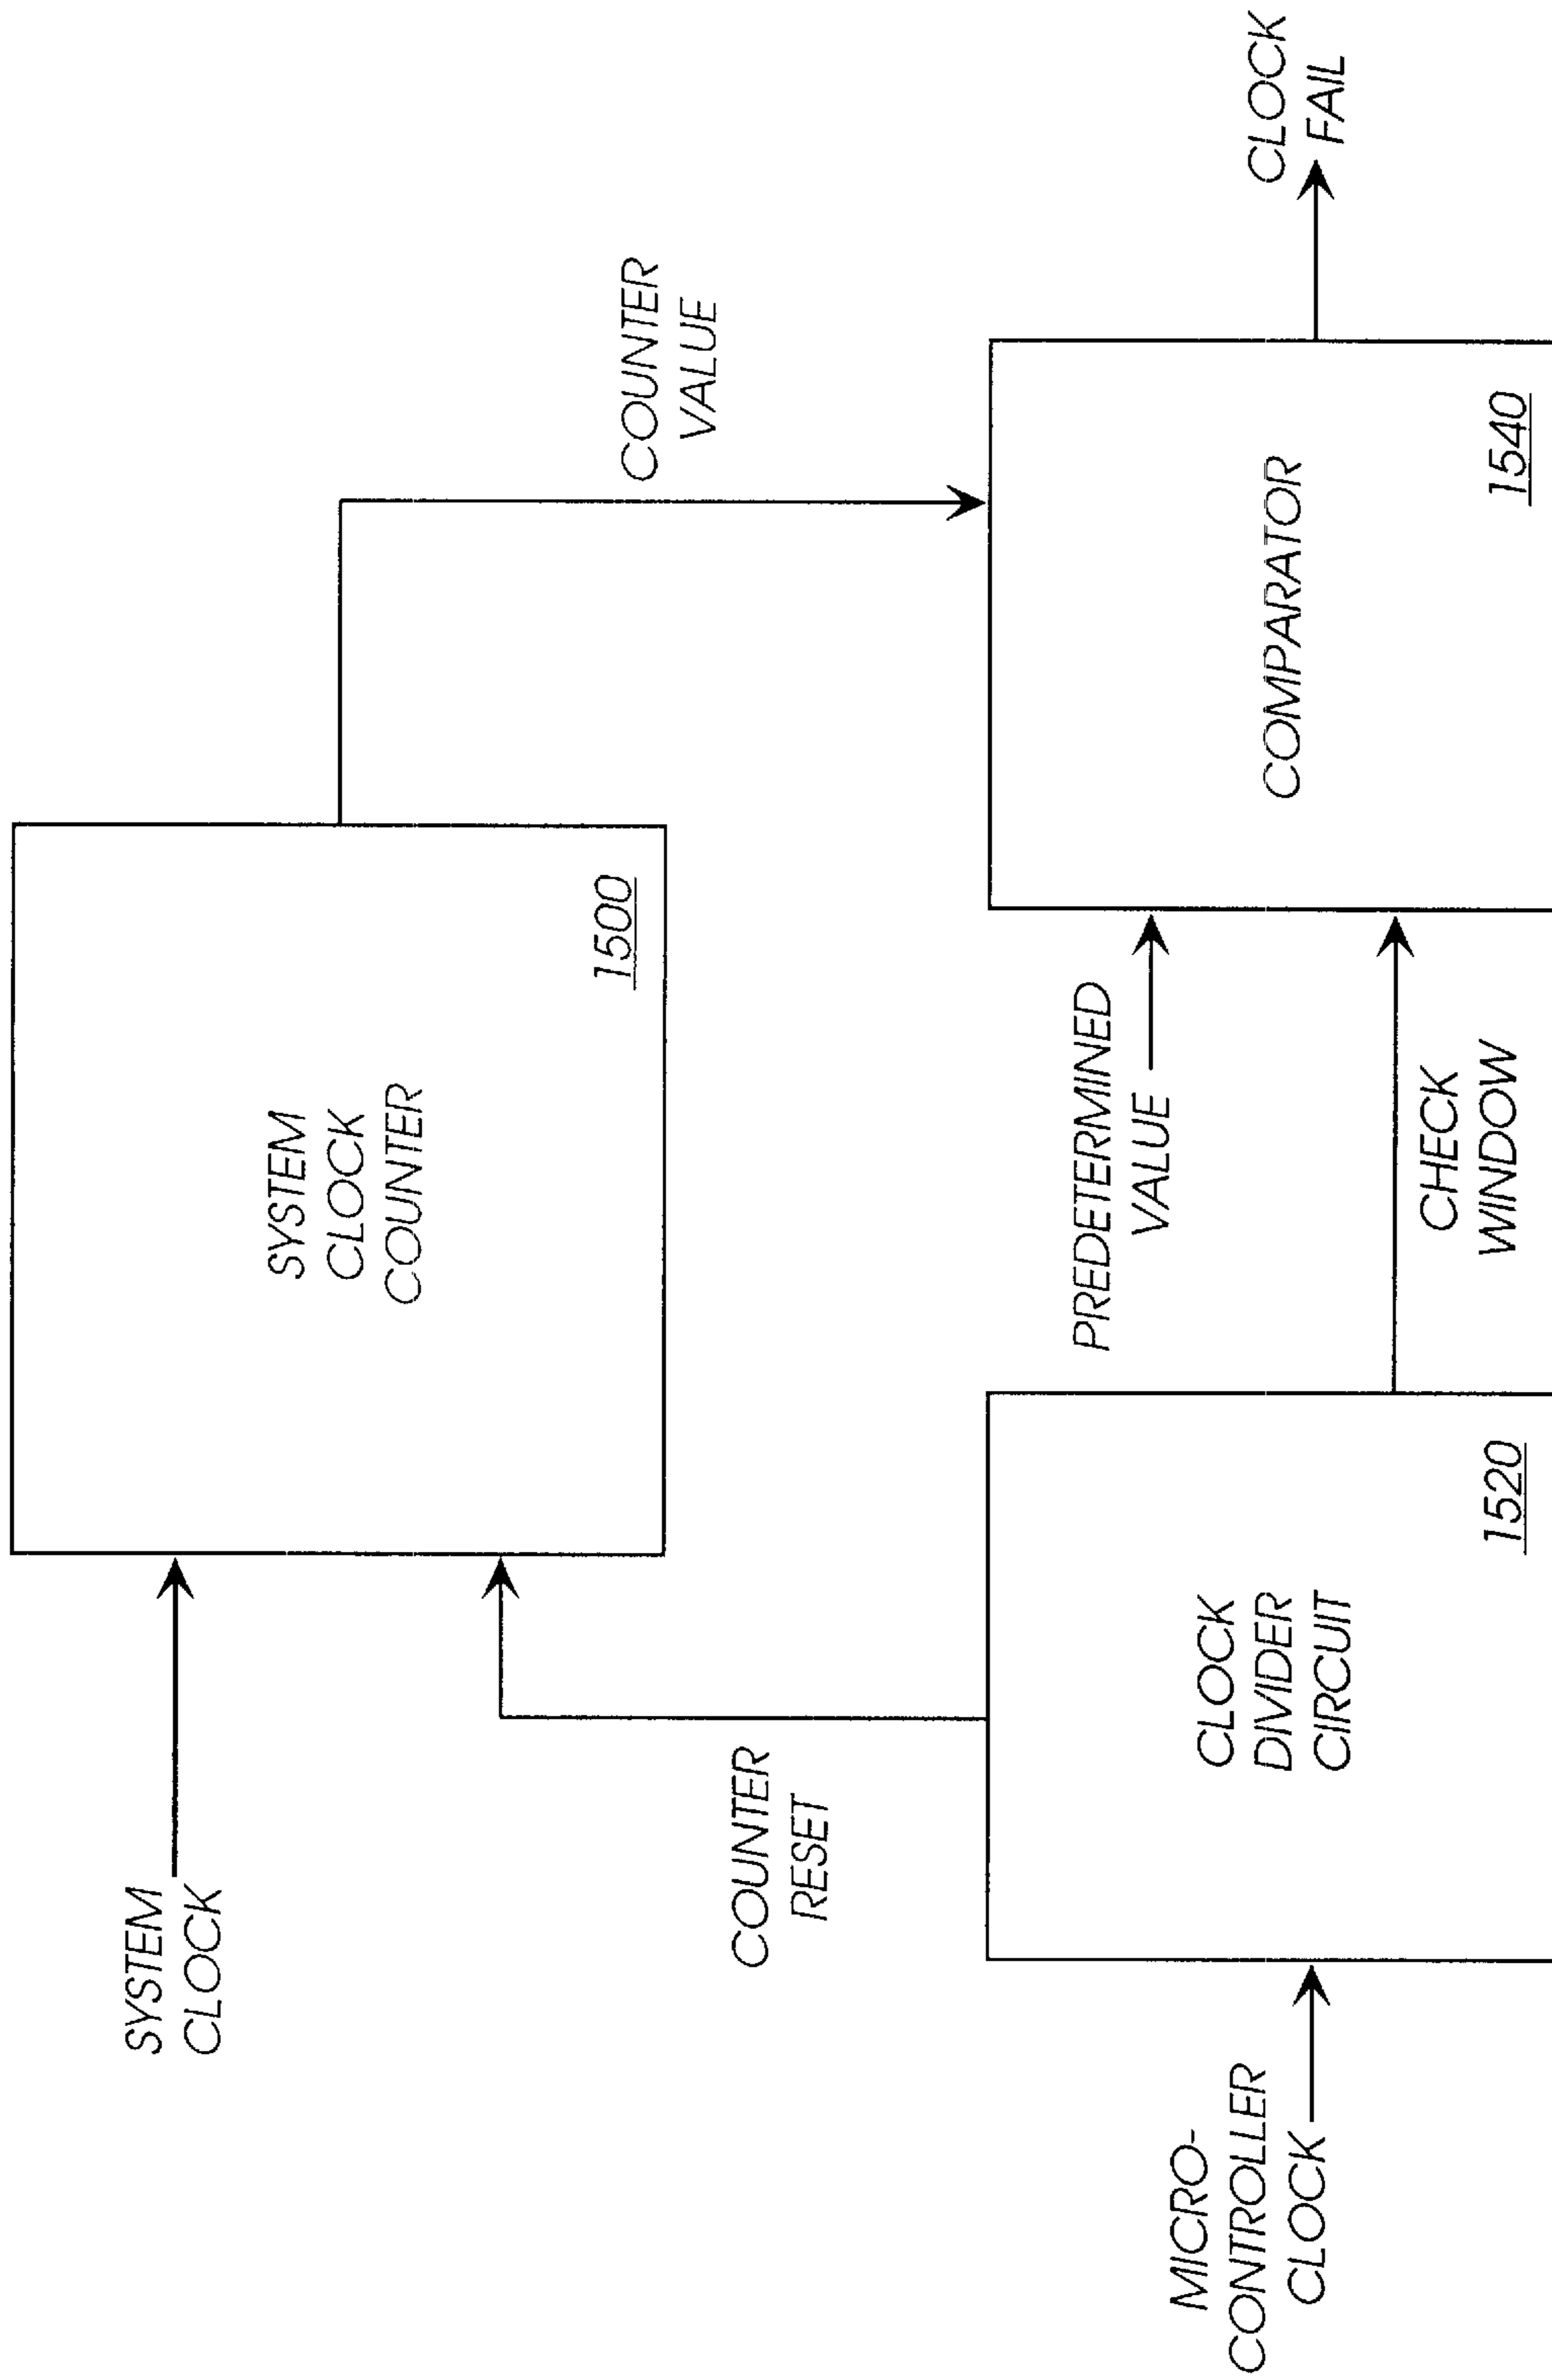 SYSTEM
CLOCK
SYSTEM
CLOCK
COUNTER
1500
COUNTER
VALUE
COUNTER
RESET
MICRO-
CONTROLLER
CLOCK
CLOCK
DIVIDER
CIRCUIT
1520
PREDETERMINED
VALUE
CHECK
WINDOW
COMPARATOR
1540
CLOCK
FAIL